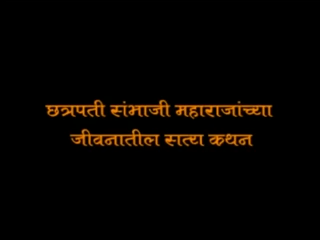 छत्रपती संभाजी महाराजांच्या
जीवनातील सत्य कथन